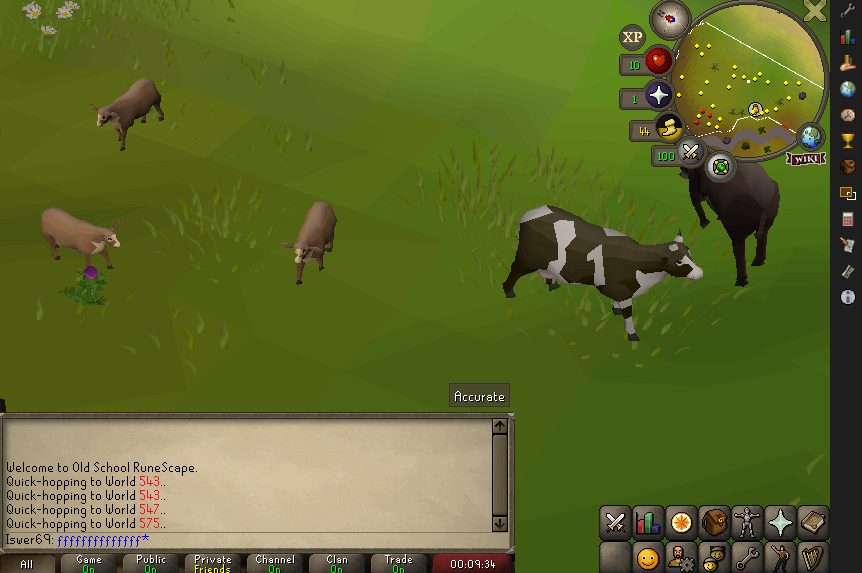 XP
10
1
44
100
WIKI
Accurate
Welcome to Old School RuneScape.
Quick-hopping to World 543..
Quick-hopping to World 543..
Quick-hopping to World 547..
Quick-hopping to World 575..
Iswer69: ffffffffffffff*
All
Game
On
Public
On
Private
Friends
Channel
On
Clan
On
Trade
On
00:09:34